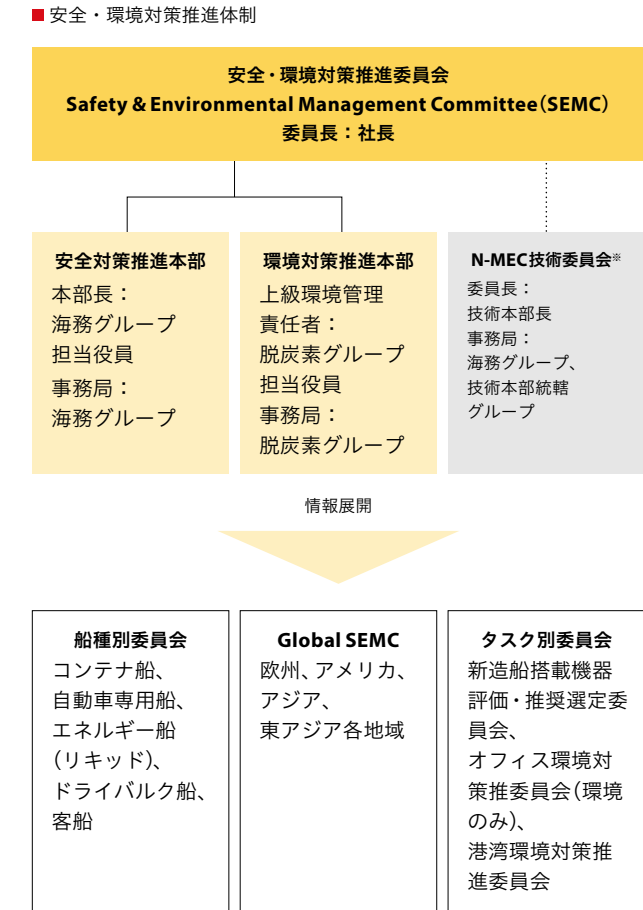 ■安全・環境対策推進体制
安全・環境対策推進委員会
Safety & Environmental Management Committee（SEMC）
委員長：社長
安全対策推進本部
本部長：
海務グループ
担当役員
事務局：
海務グループ
環境対策推進本部
上級環境管理
責任者：
脱炭素グループ
担当役員
事務局：
脱炭素グループ
N-MEC技術委員会※
委員長：
技術本部長
事務局：
海務グループ、
技術本部統轄
グループ
情報展開
船種別委員会
コンテナ船、
自動車専用船、
エネルギー船
（リキッド）、
ドライバルク船、
客船
Global SEMC
欧州、アメリカ、
アジア、
東アジア各地域
タスク別委員会
新造船搭載機器
評価・推奨選定委
員会、
オフィス環境対
策推委員会（環境
のみ）、
港湾環境対策推
進委員会